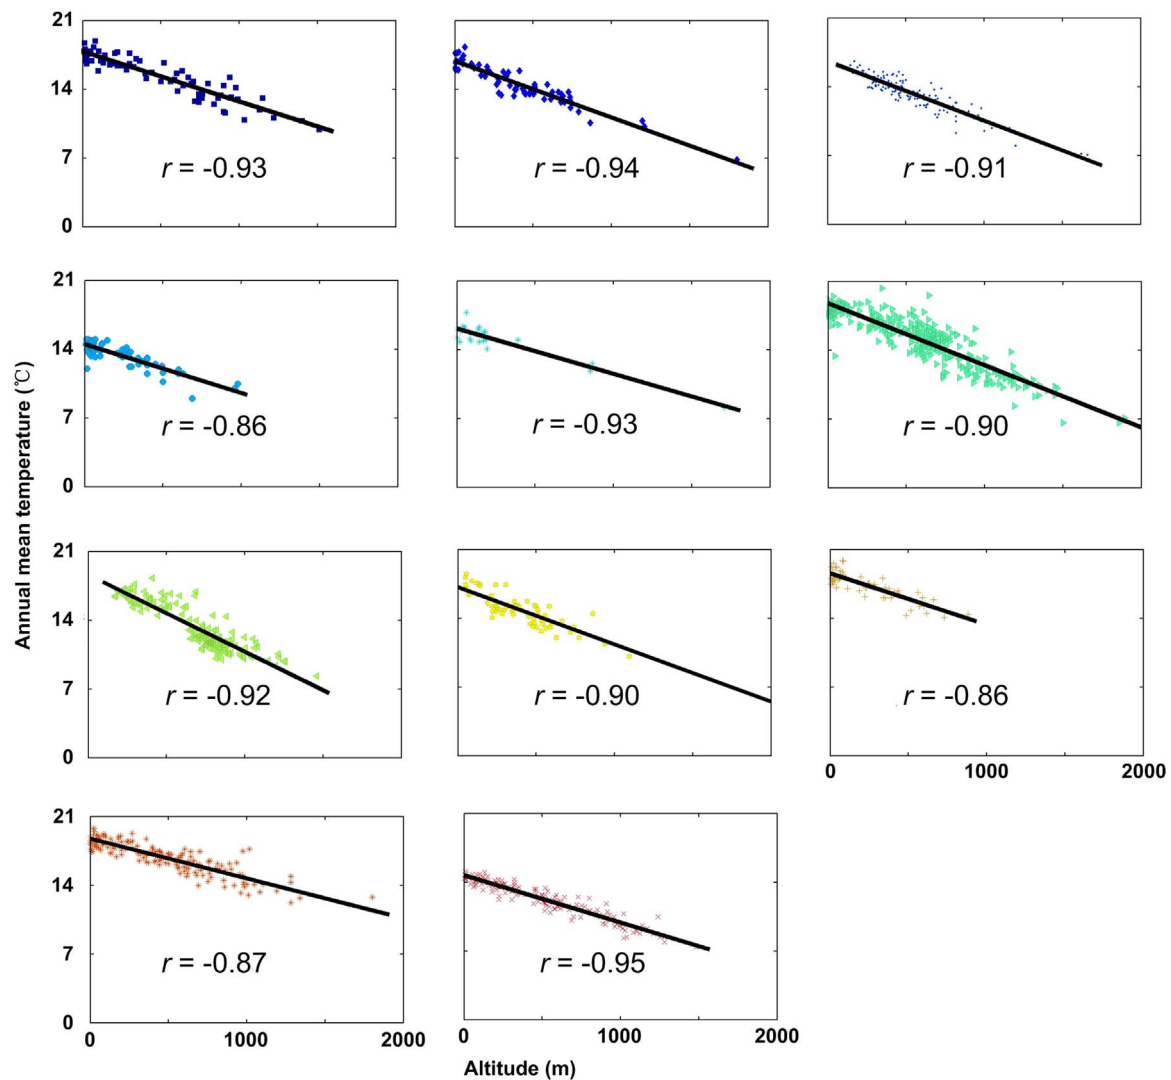 21
14
7
0
r = -0.93
r = -0.94
r = -0.91
21
14
7
0
r = -0.86
r = -0.93
r = -0.90
Annual mean temperature (℃)
21
14
7
0
r = -0.92
r = -0.90
r = -0.86
0 1000 2000
21
14
7
0
r = -0.87
r = -0.95
0 1000 2000
0 1000 2000
Altitude (m)